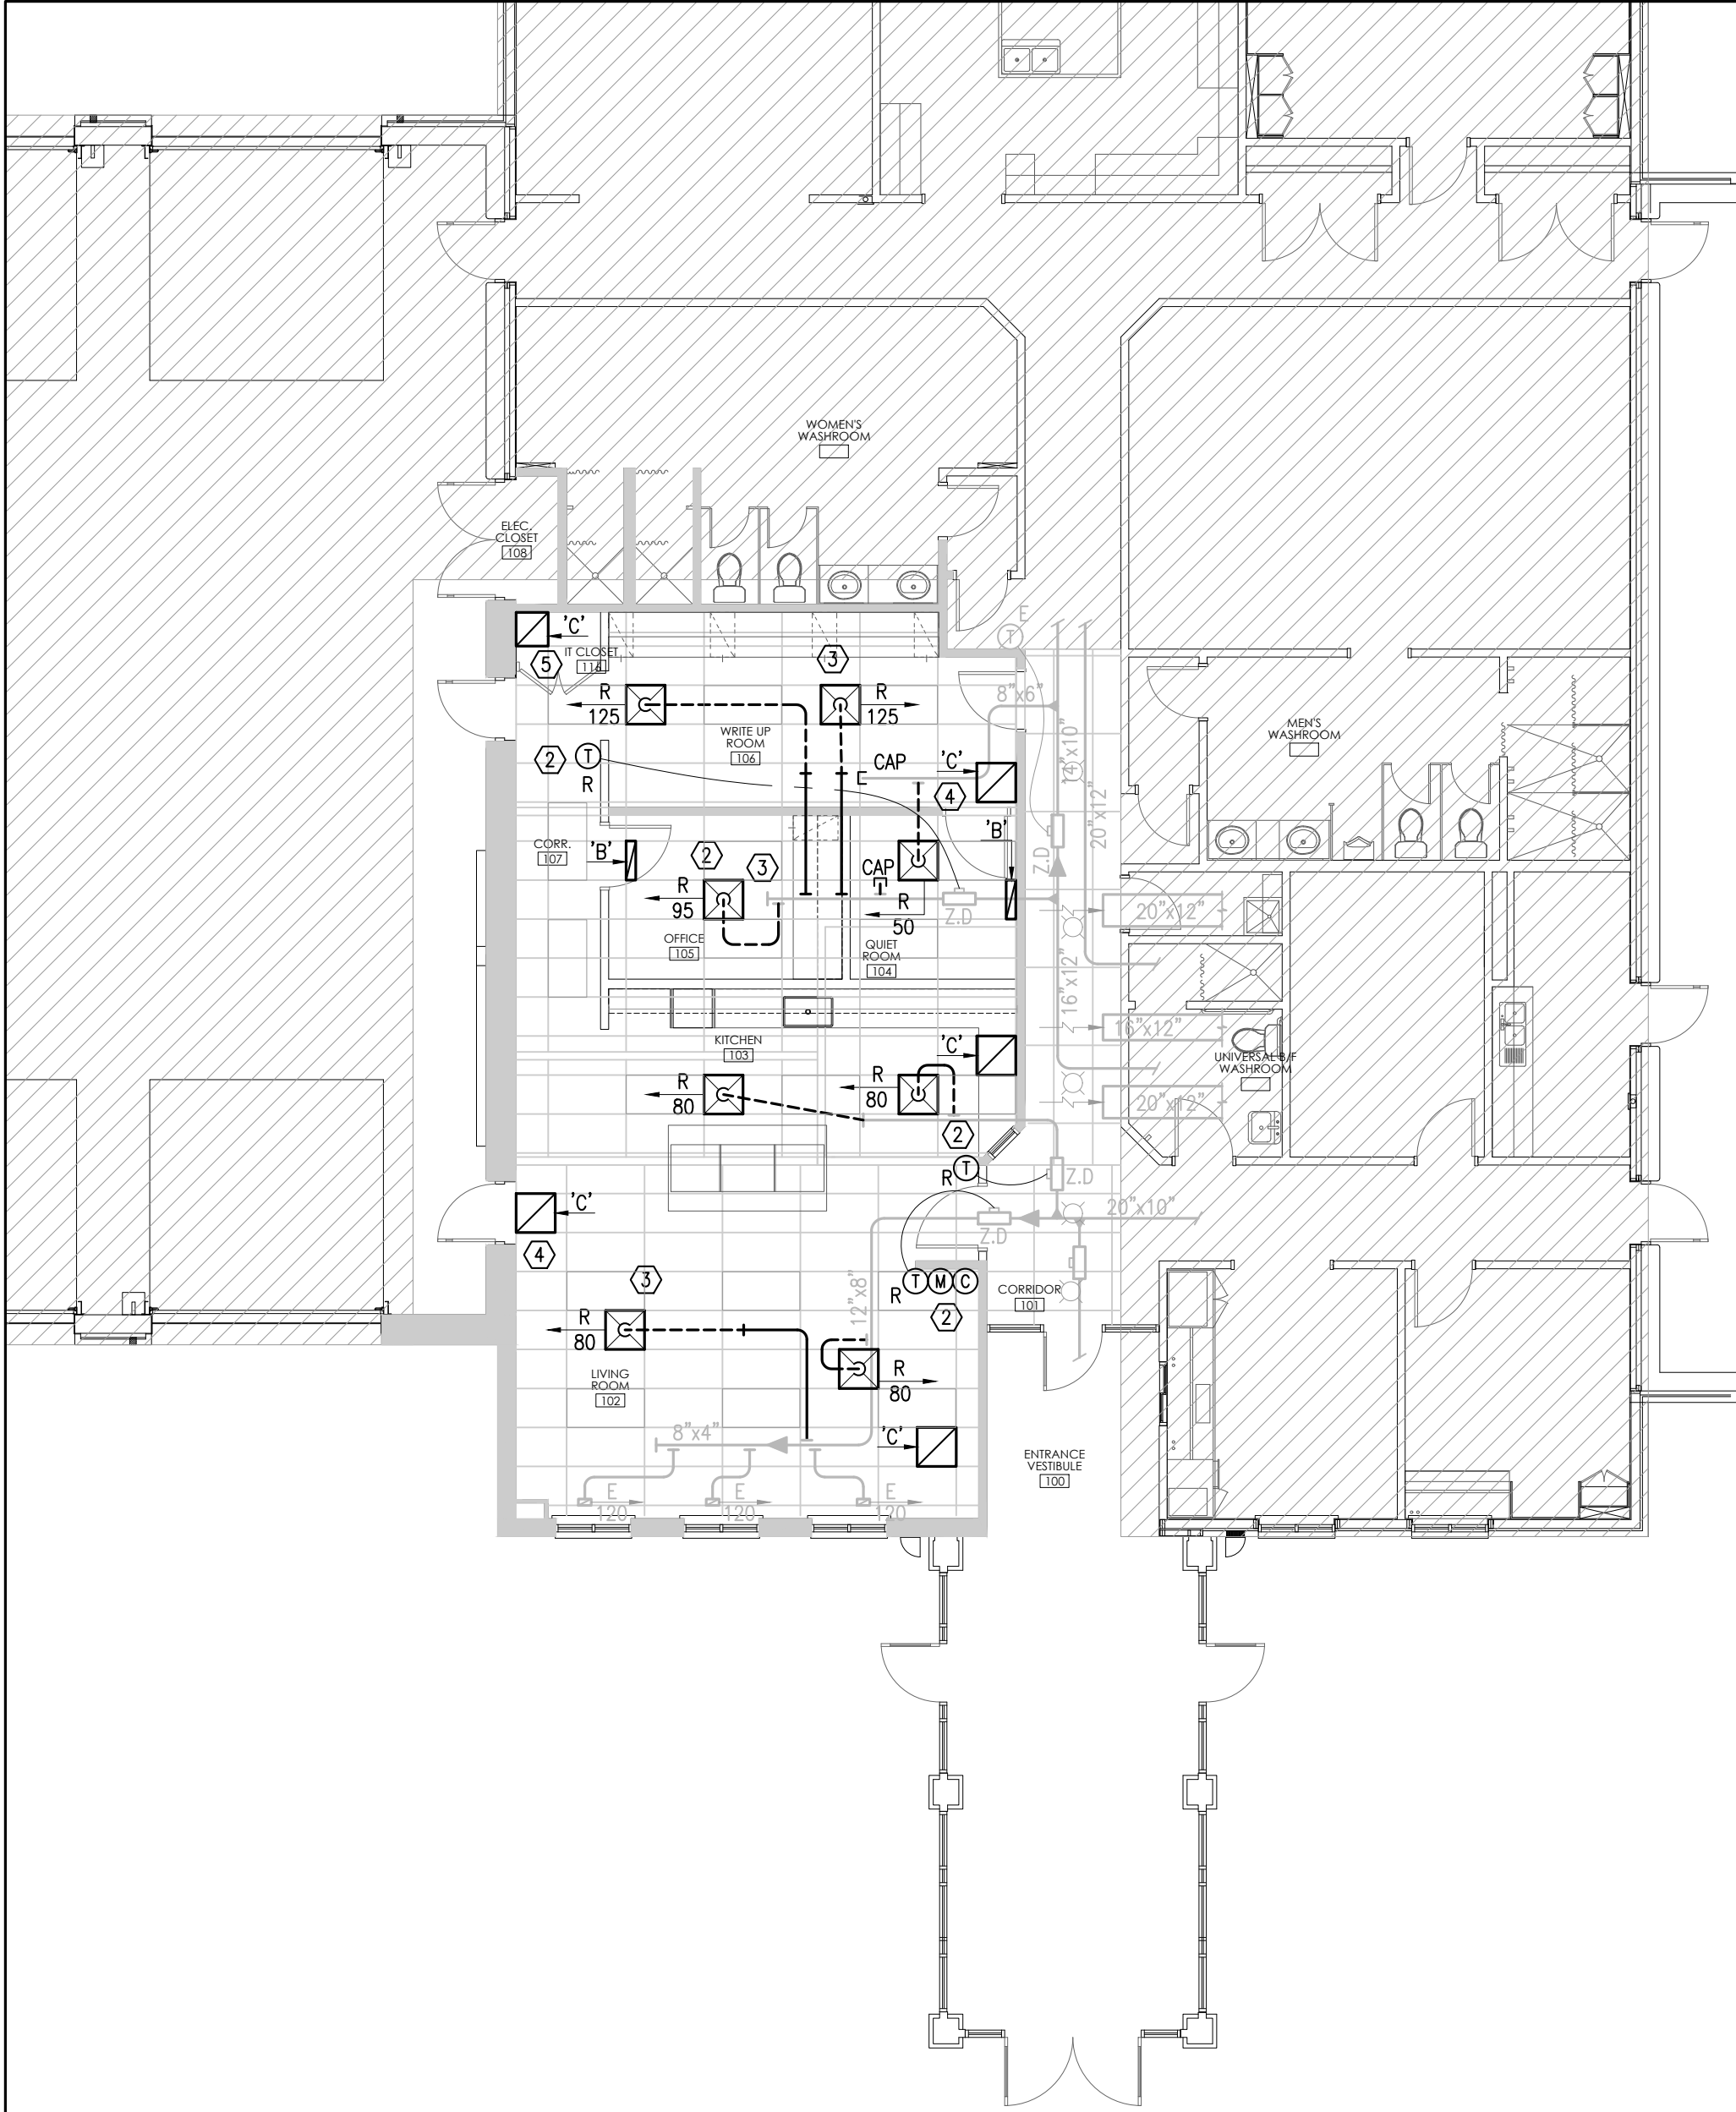 WOMEN'S
WASHROOM
ELEC.
CLOSET
108
E
T
'C'
5
IT CLOSET
116
3
R
125
R
125
8"x6"
WRITE UP
ROOM
106
MEN'S
WASHROOM
14"x10"
2
T
R
CAP
'C'
4
20"x12"
'B'
CORR.
107
'B'
2
3
CAP
Z.D
R
95
R
50
Z.D
20"x12"
OFFICE
105
QUIET
ROOM
104
16"x12"
16"x12"
KITCHEN
103
'C'
UNIVERSAL B/F
WASHROOM
R
80
R
80
20"x12"
2
R
T
Z.D
'C'
4
20"x10"
Z.D
3
T
M
C
R
2
CORRIDOR
101
12"x8"
R
80
R
80
LIVING
ROOM
102
8"x4"
'C'
ENTRANCE
VESTIBULE
100
E
120
E
120
E
120